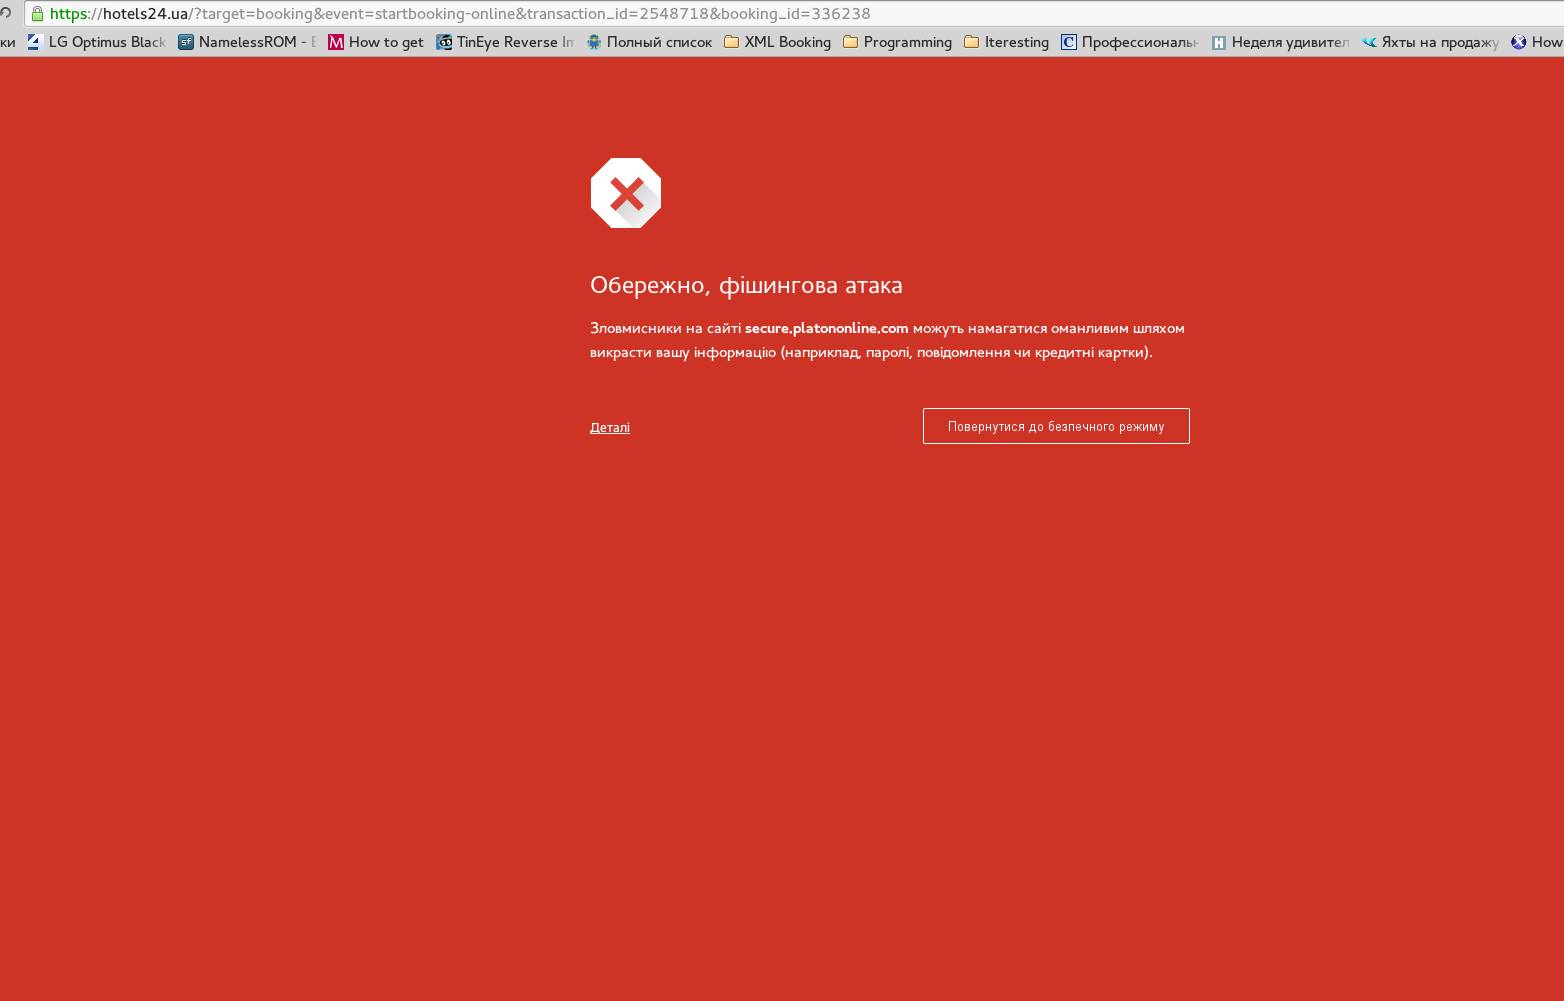 https://hotels24.ua/?target=booking&event=startbooking-online&transaction_id=2548718&booking_id=336238
ки LG Optimus Black NamelessROM - How to get TinEye Reverse Im Полный список XML Booking Programming Iteresting Профессиональн Неделя удивител Яхты на продажу How
Обережно, фішингова атака
Зловмисники на сайті secure.platononline.com можуть намагатися оманливим шляхом
викрасти вашу інформацію (наприклад, паролі, повідомлення чи кредитні картки).
Деталі Повернутися до безпечного режиму